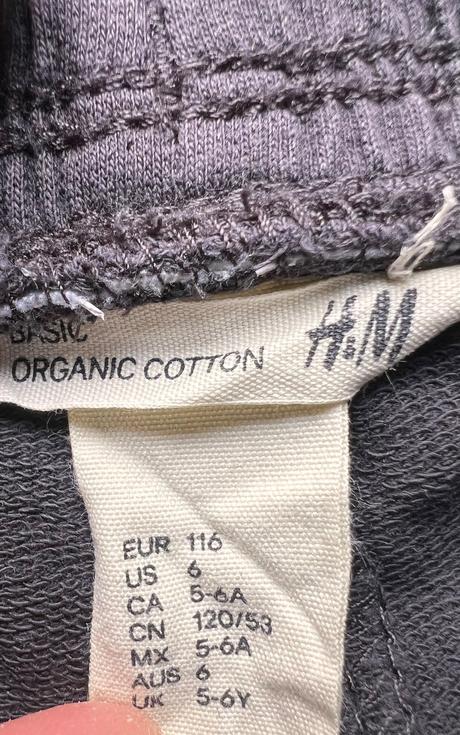 BASIC
ORGANIC COTTON
H&M
EUR 116
US 6
CA 5-6A
CN 120/53
MX 5-6A
AUS 6
UK 5-6Y